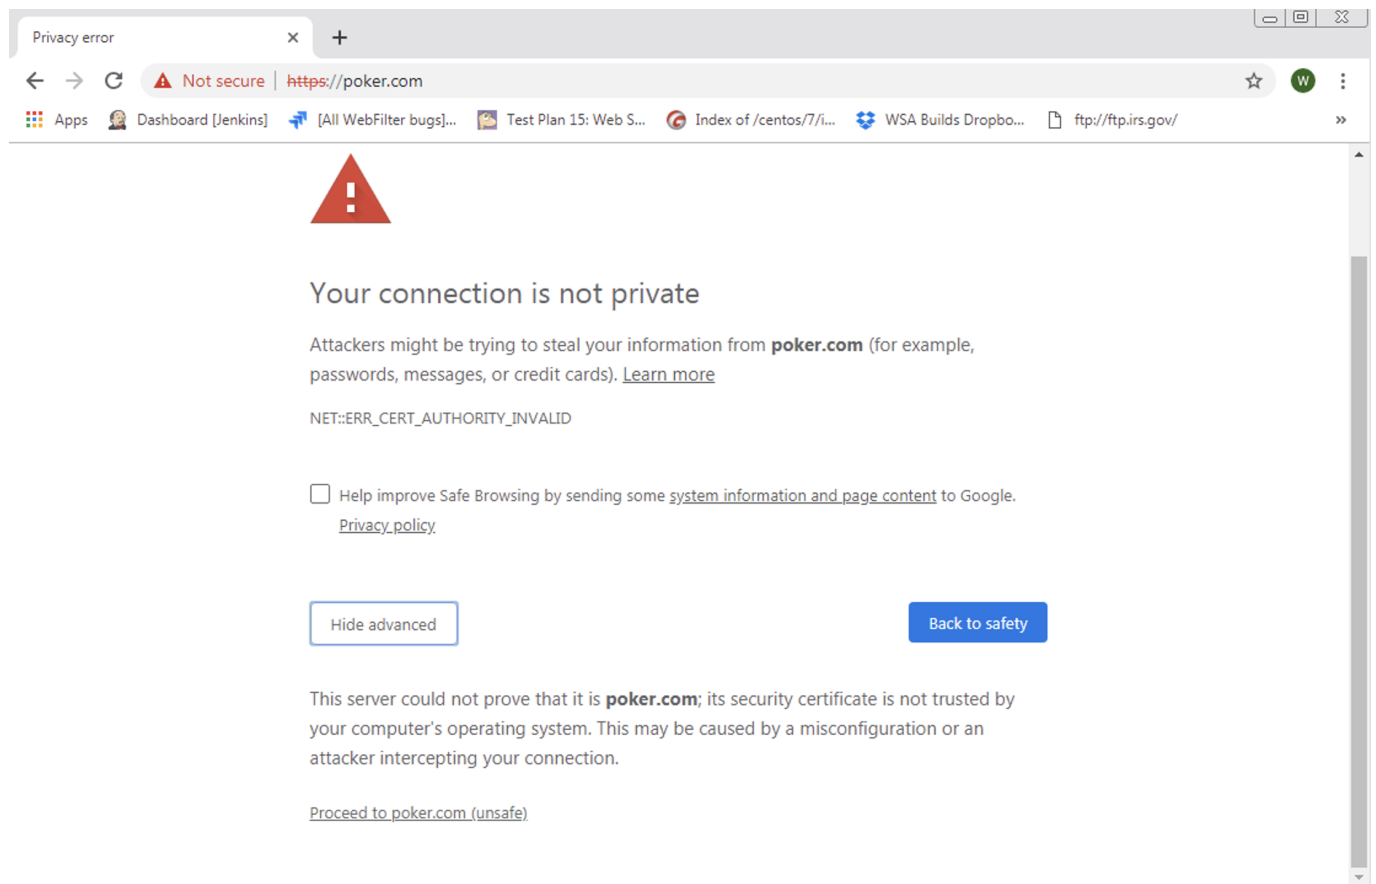 Privacy error
Not secure
https://poker.com
W
Apps
Dashboard [Jenkins]
[All WebFilter bugs]...
Test Plan 15: Web S...
Index of /centos/7/i...
WSA Builds Dropbo...
ftp://ftp.irs.gov/
»
Your connection is not private
Attackers might be trying to steal your information from poker.com (for example,
passwords, messages, or credit cards). Learn more
NET::ERR_CERT_AUTHORITY_INVALID
Help improve Safe Browsing by sending some system information and page content to Google.
Privacy policy
Hide advanced
Back to safety
This server could not prove that it is poker.com; its security certificate is not trusted by
your computer's operating system. This may be caused by a misconfiguration or an
attacker intercepting your connection.
Proceed to poker.com (unsafe)